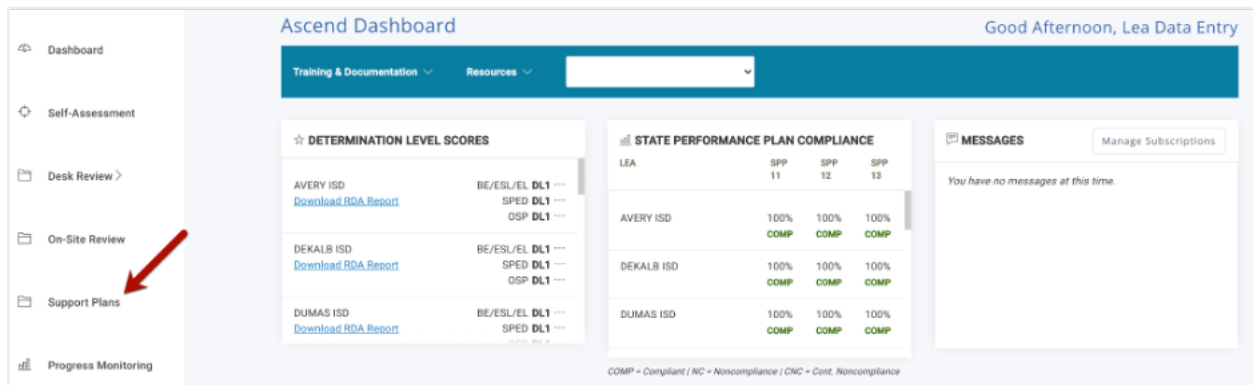 Ascend Dashboard
Good Afternoon, Lea Data Entry
Dashboard
Self-Assessment
Desk Review >
On-Site Review
Support Plans
Progress Monitoring
Training & Documentation
Resources
DETERMINATION LEVEL SCORES
AVERY ISD BE/ESL/EL DL1 ---
Download RDA Report SPED DL1 ---
OSP DL1 ---
DEKALB ISD BE/ESL/EL DL1 ---
Download RDA Report SPED DL1 ---
OSP DL1 ---
DUMAS ISD BE/ESL/EL DL1 ---
Download RDA Report SPED DL1 ---
STATE PERFORMANCE PLAN COMPLIANCE
LEA SPP SPP SPP
11 12 13
AVERY ISD 100% 100% 100%
COMP COMP COMP
DEKALB ISD 100% 100% 100%
COMP COMP COMP
DUMAS ISD 100% 100% 100%
COMP COMP COMP
COMP = Compliant | NC = Noncompliance | CNC = Cont. Noncompliance
MESSAGES
Manage Subscriptions
You have no messages at this time.